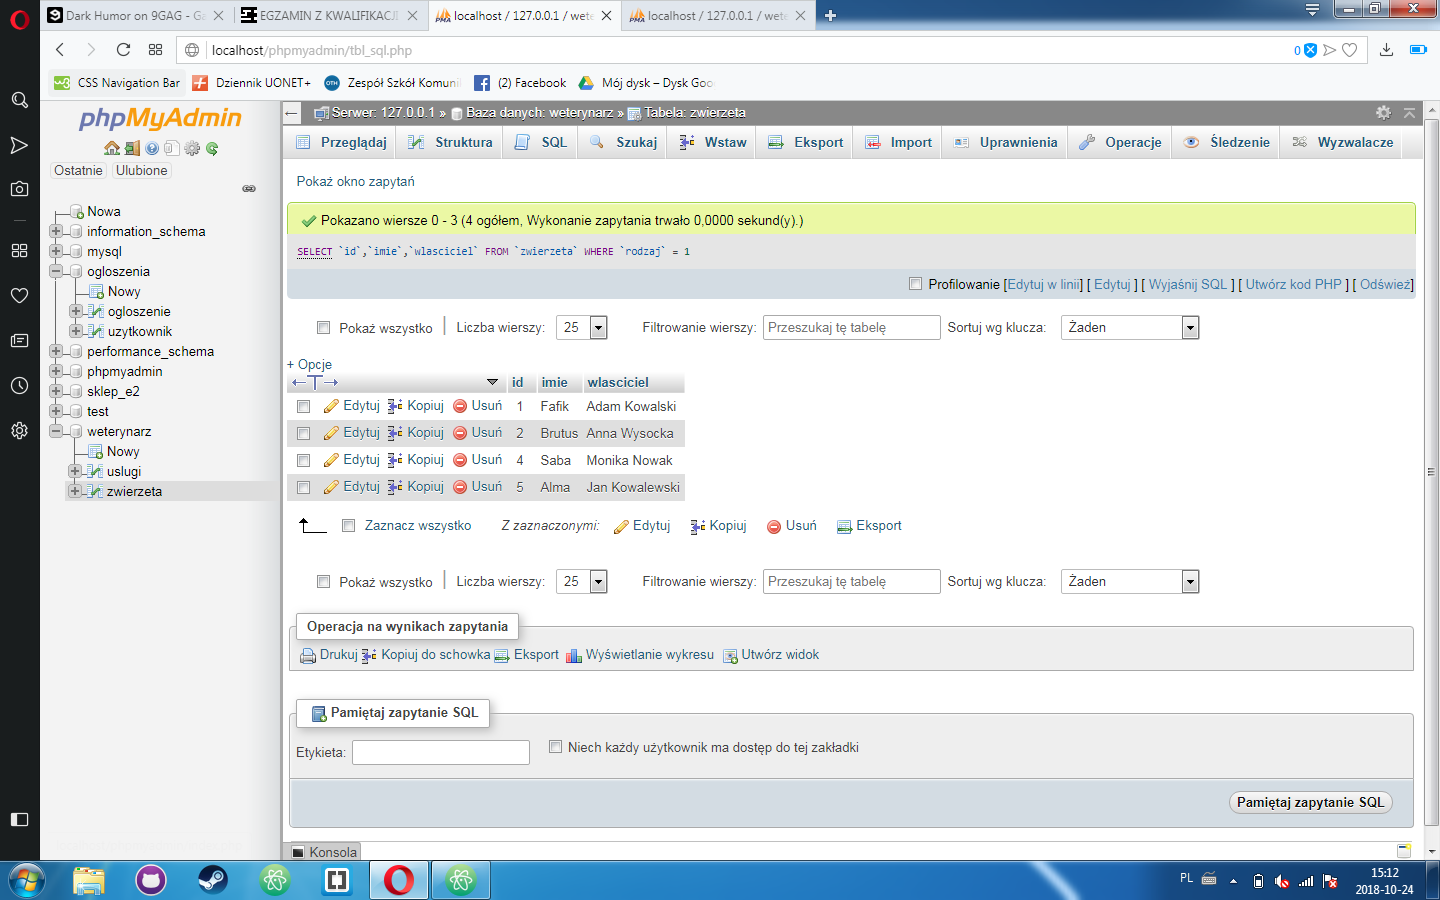 Dark Humor on 9GAG - Ga
EGZAMIN Z KWALIFIKACJI
localhost / 127.0.0.1 / wete
localhost / 127.0.0.1 / wete
localhost/phpmyadmin/tbl_sql.php
0
CSS Navigation Bar
Dziennik UONET+
Zespół Szkół Komuni
(2) Facebook
Mój dysk – Dysk Goo
phpMyAdmin
Ostatnie
Ulubione
Nowa
information_schema
mysql
ogloszenia
Nowy
ogloszenie
uzytkownik
performance_schema
phpmyadmin
sklep_e2
test
weterynarz
Nowy
uslugi
zwierzeta
Serwer: 127.0.0.1 » Baza danych: weterynarz » Tabela: zwierzeta
Przeglądaj Struktura SQL Szukaj Wstaw Eksport Import Uprawnienia Operacje Śledzenie Wyzwalacze
Pokaż okno zapytań
Pokazano wiersze 0 - 3 (4 ogółem, Wykonanie zapytania trwało 0,0000 sekund(y).)
SELECT `id`,`imie`,`wlasciciel` FROM `zwierzeta` WHERE `rodzaj` = 1
Profilowanie [Edytuj w linii] [ Edytuj ] [ Wyjaśnij SQL ] [ Utwórz kod PHP ] [ Odśwież]
Pokaż wszystko Liczba wierszy: 25 Filtrowanie wierszy: Przeszukaj tę tabelę Sortuj wg klucza: Żaden
+ Opcje
id imie wlasciciel
Edytuj Kopiuj Usuń 1 Fafik Adam Kowalski
Edytuj Kopiuj Usuń 2 Brutus Anna Wysocka
Edytuj Kopiuj Usuń 4 Saba Monika Nowak
Edytuj Kopiuj Usuń 5 Alma Jan Kowalewski
Zaznacz wszystko Z zaznaczonymi: Edytuj Kopiuj Usuń Eksport
Pokaż wszystko Liczba wierszy: 25 Filtrowanie wierszy: Przeszukaj tę tabelę Sortuj wg klucza: Żaden
Operacja na wynikach zapytania
Drukuj Kopiuj do schowka Eksport Wyświetlanie wykresu Utwórz widok
Pamiętaj zapytanie SQL
Etykieta: Niech każdy użytkownik ma dostęp do tej zakładki
Pamiętaj zapytanie SQL
Konsola
PL
15:12
2018-10-24